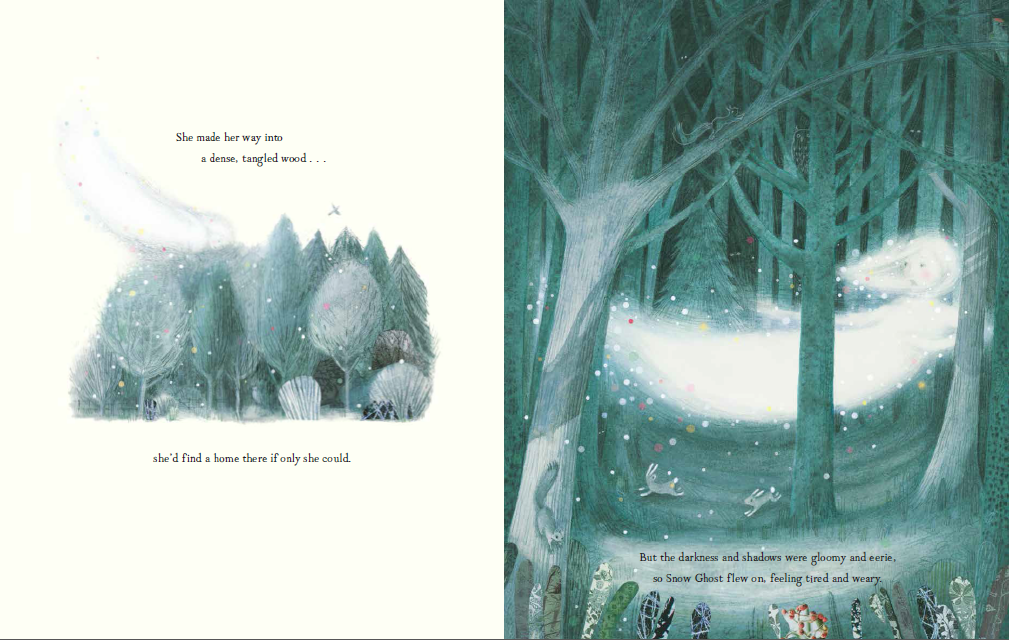 She made her way into
a dense, tangled wood . . .
she'd find a home there if only she could.
But the darkness and shadows were gloomy and eerie,
so Snow Ghost flew on, feeling tired and weary.